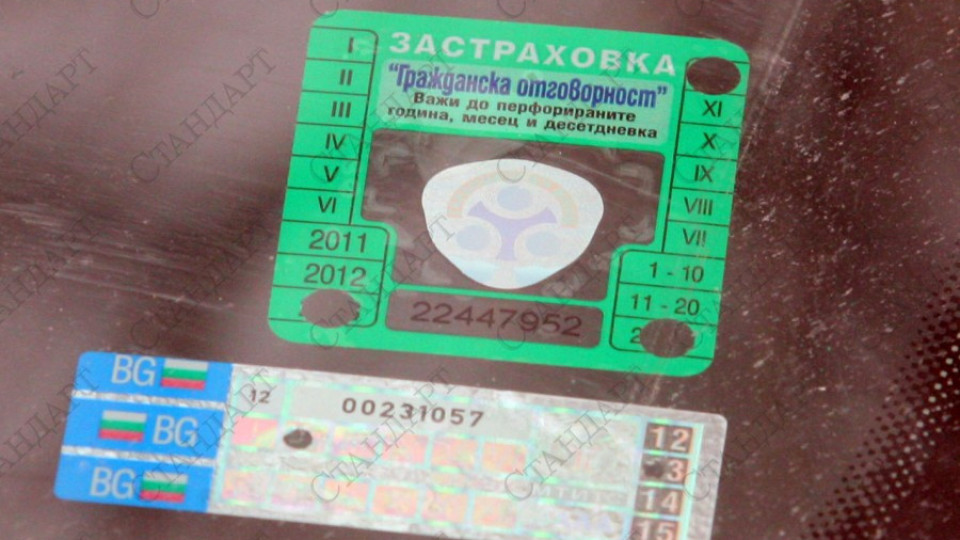 ЗАСТРАХОВКА
"Гражданска отговорност"
Важи до перфорираните
година, месец и десетдневка
I
II
III
IV
V
VI
2011
2012
XI
X
IX
VIII
VII
1 - 10
11 - 20
22447952
BG
BG
BG
12
00231057
12
3
14
15
СТАНДАРТ